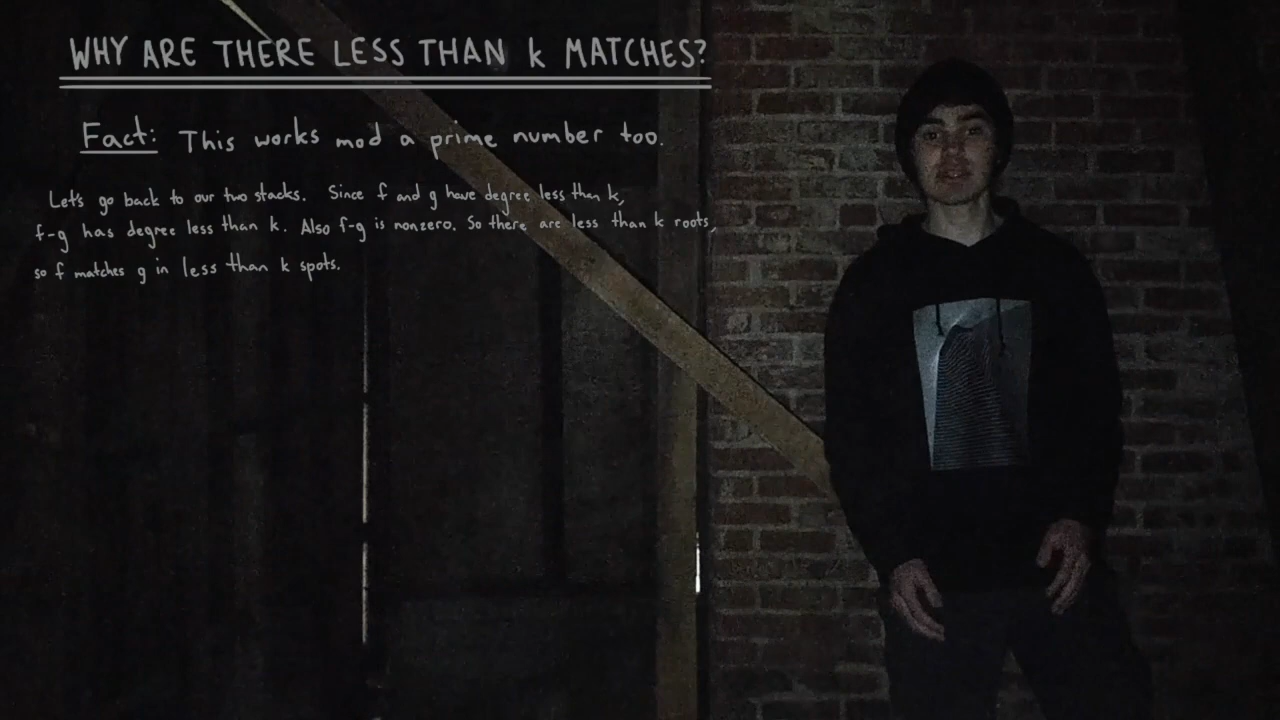 WHY ARE THERE LESS THAN k MATCHES?
Fact: This works mod a prime number too.
Let's go back to our two stacks. Since f and g have degree less than k,
f-g has degree less than k. Also f-g is nonzero. So there are less than k roots,
so f matches g in less than k spots.